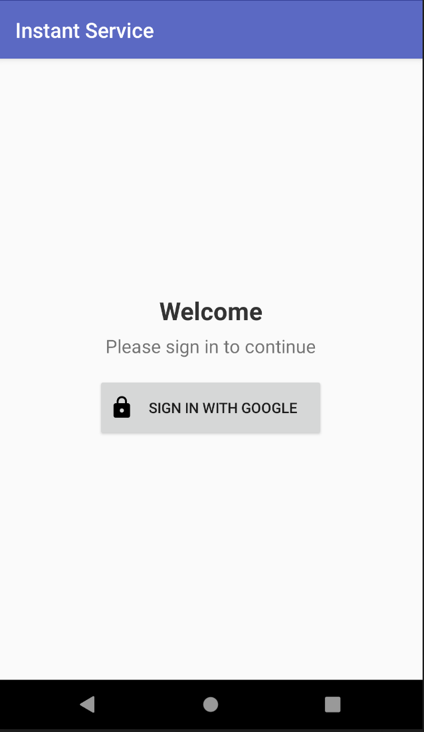 Instant Service
Welcome
Please sign in to continue
SIGN IN WITH GOOGLE